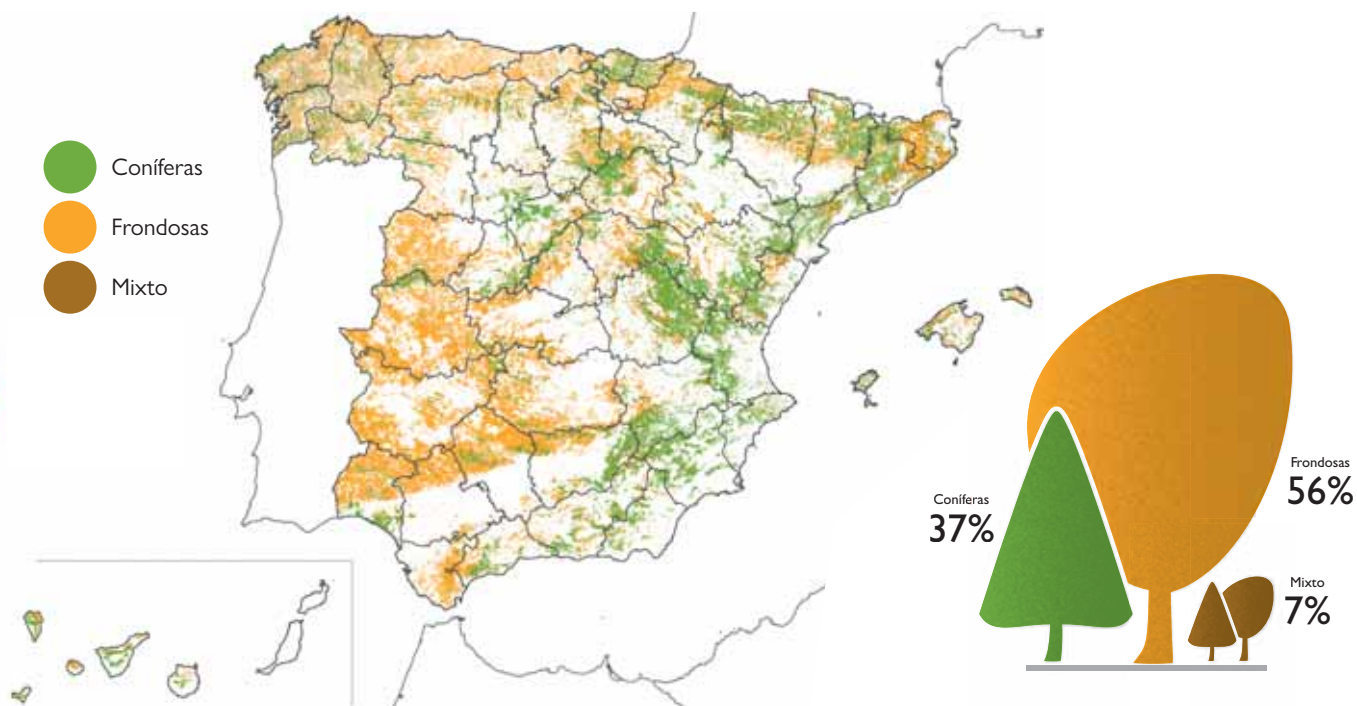 Coníferas
Frondosas
Mixto
Frondosas
56%
Coníferas
37%
Mixto
7%